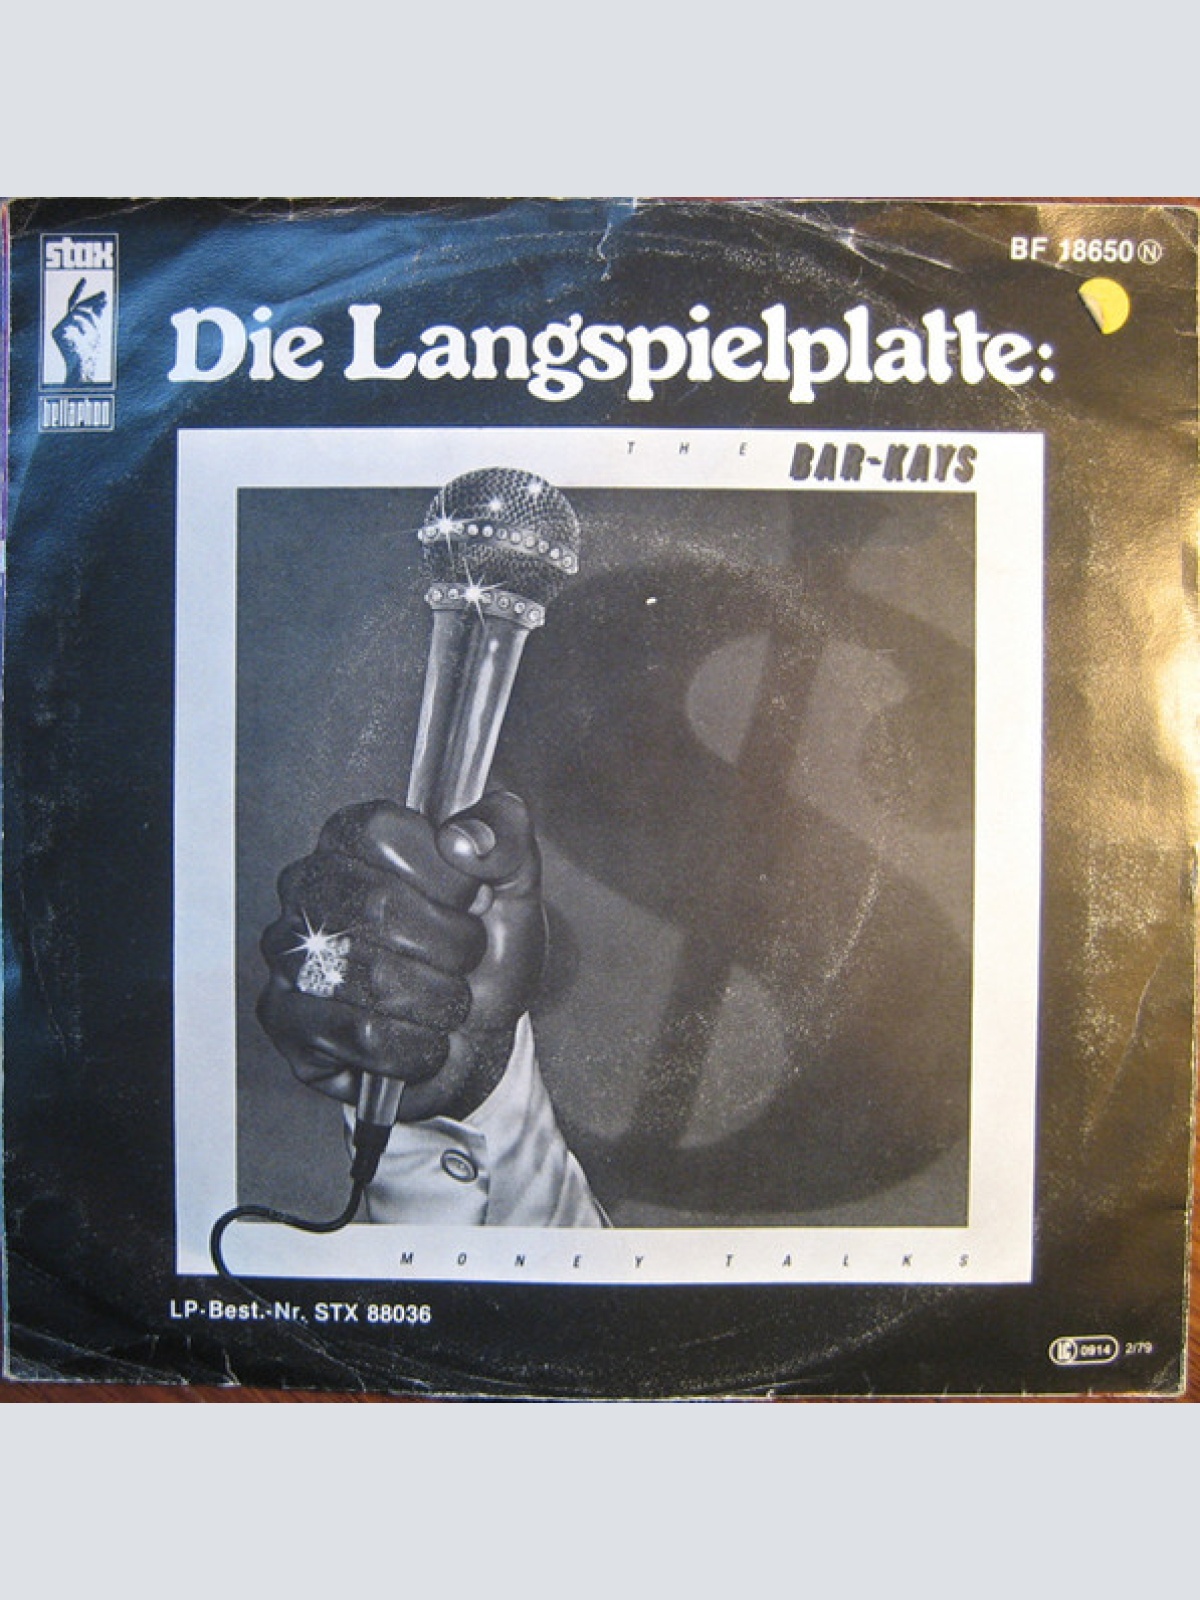 stax
BF 18650 Ⓝ
bellaphon
Die Langspielplatte:
THE BAR-KAYS
MONEY TALKS
LP-Best.-Nr. STX 88036
LC 0914 2/79